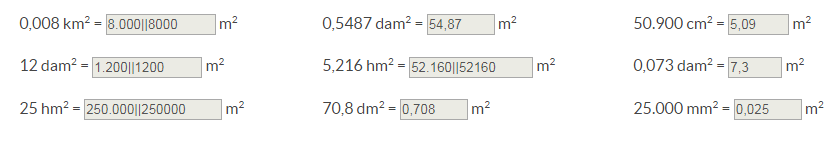 0,008 km² = 8.000||8000 m² 0,5487 dam² = 54,87 m² 50.900 cm² = 5,09 m²
12 dam² = 1.200||1200 m² 5,216 hm² = 52.160||52160 m² 0,073 dam² = 7,3 m²
25 hm² = 250.000||250000 m² 70,8 dm² = 0,708 m² 25.000 mm² = 0,025 m²